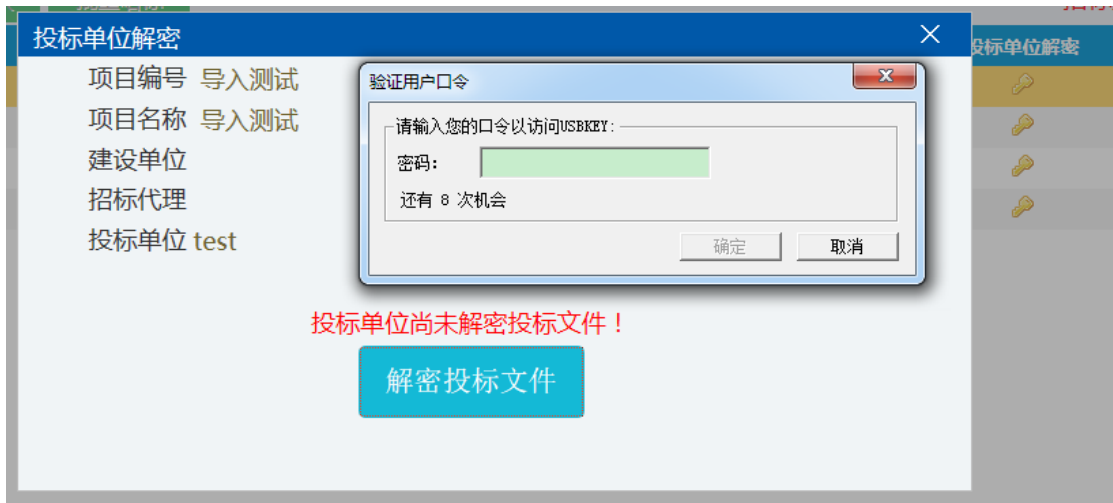 投标单位解密
投标单位解密
项目编号 导入测试
项目名称 导入测试
建设单位
招标代理
投标单位 test
验证用户口令
请输入您的口令以访问USBKEY:
密码:
还有 8 次机会
确定 取消
投标单位尚未解密投标文件！
解密投标文件